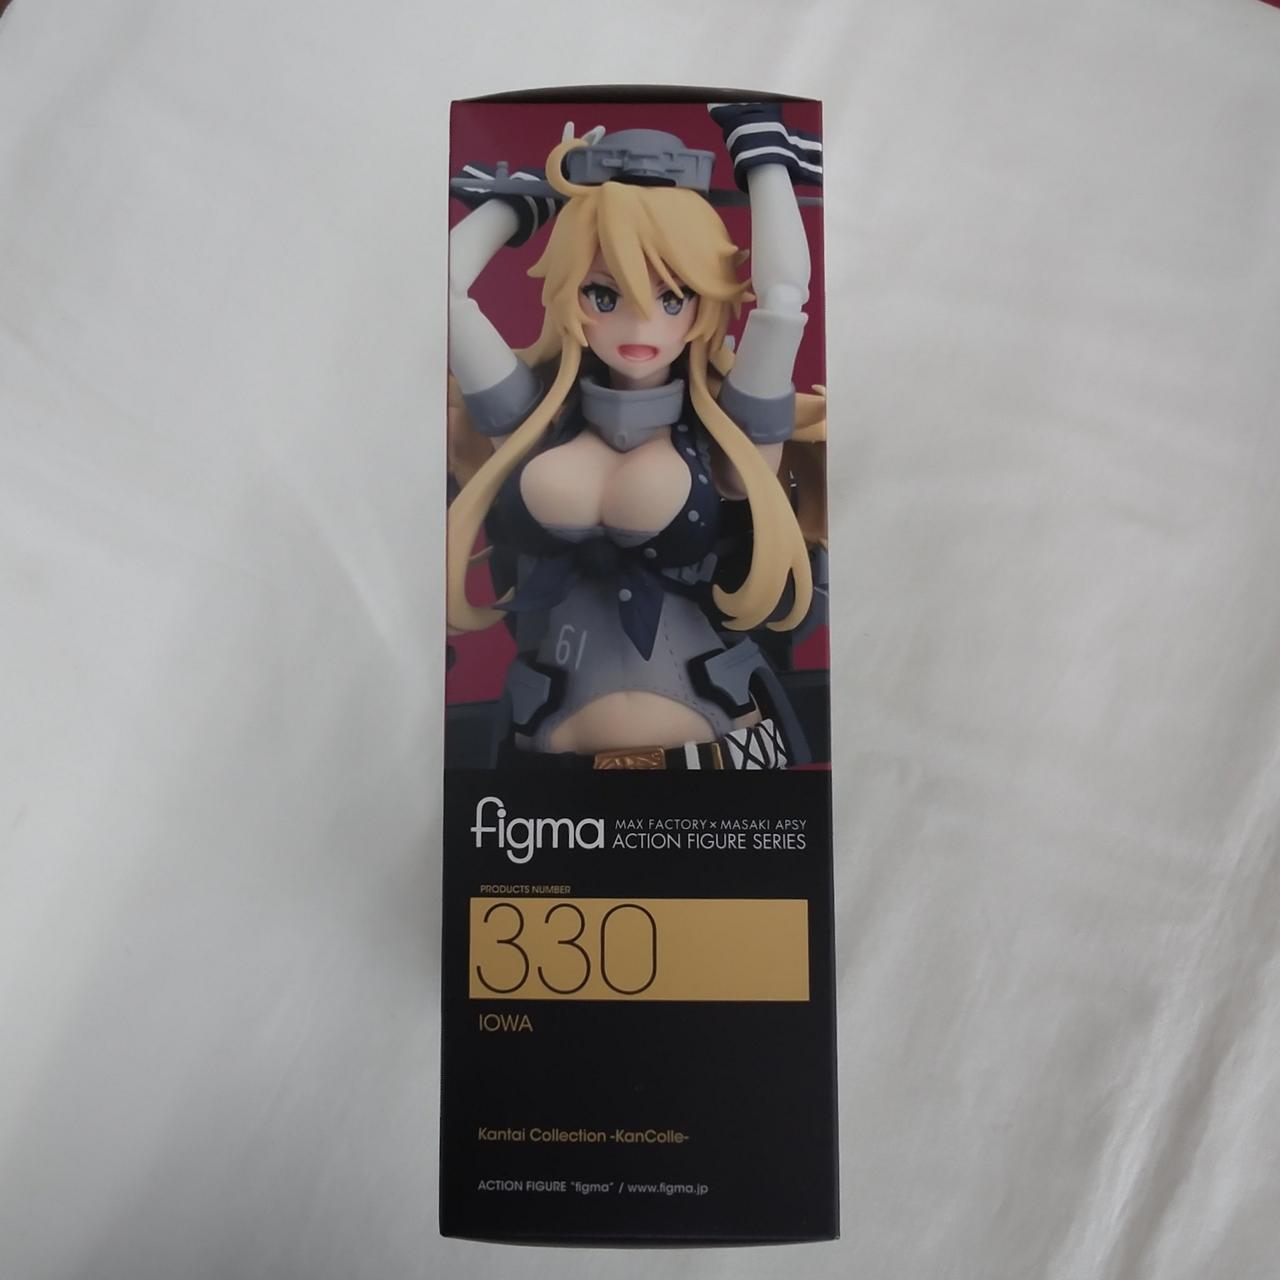 61
figma
MAX FACTORY×MASAKI APSY
ACTION FIGURE SERIES
PRODUCTS NUMBER
330
IOWA
Kantai Collection -KanColle-
ACTION FIGURE "figma" / www.figma.jp